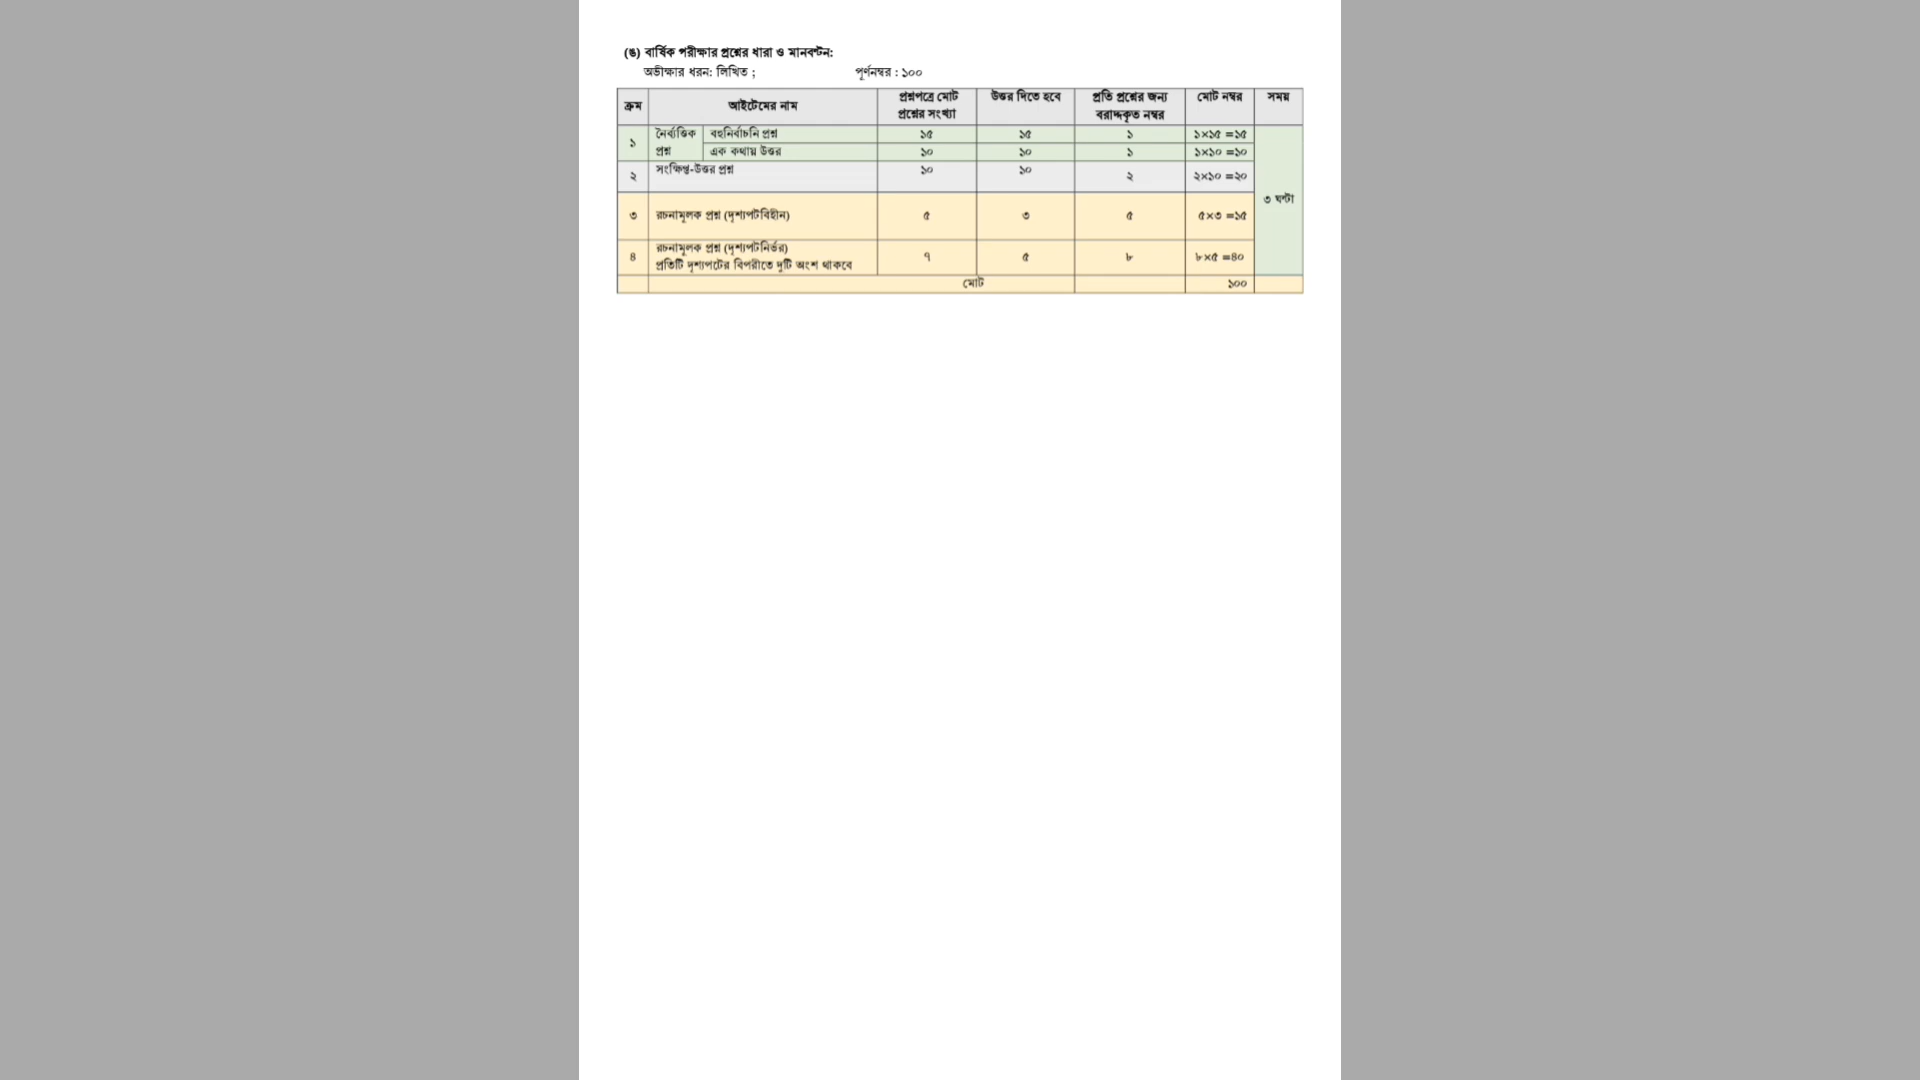 (ঙ) বার্ষিক পরীক্ষার প্রশ্নের ধারা ও মানবন্টন:
অভীক্ষার ধরন: লিখিত ; পূর্ণনম্বর : ১০০
ক্রম আইটেমের নাম প্রশ্নপত্রে মোট প্রশ্নের সংখ্যা উত্তর দিতে হবে প্রতি প্রশ্নের জন্য বরাদ্দকৃত নম্বর মোট নম্বর সময়
১ নৈর্ব্যক্তিক প্রশ্ন বহুনির্বাচনি প্রশ্ন ১৫ ১৫ ১ ১×১৫ =১৫
এক কথায় উত্তর ১০ ১০ ১ ১×১০ =১০
২ সংক্ষিপ্ত-উত্তর প্রশ্ন ১০ ১০ ২ ২×১০ =২০
৩ ঘণ্টা
৩ রচনামূলক প্রশ্ন (দৃশ্যপটবিহীন) ৫ ৩ ৫ ৫×৩ =১৫
৪ রচনামূলক প্রশ্ন (দৃশ্যপটনির্ভর)
প্রতিটি দৃশ্যপটের বিপরীতে দুটি অংশ থাকবে ৭ ৫ ৮ ৮×৫ =৪০
মোট ১০০